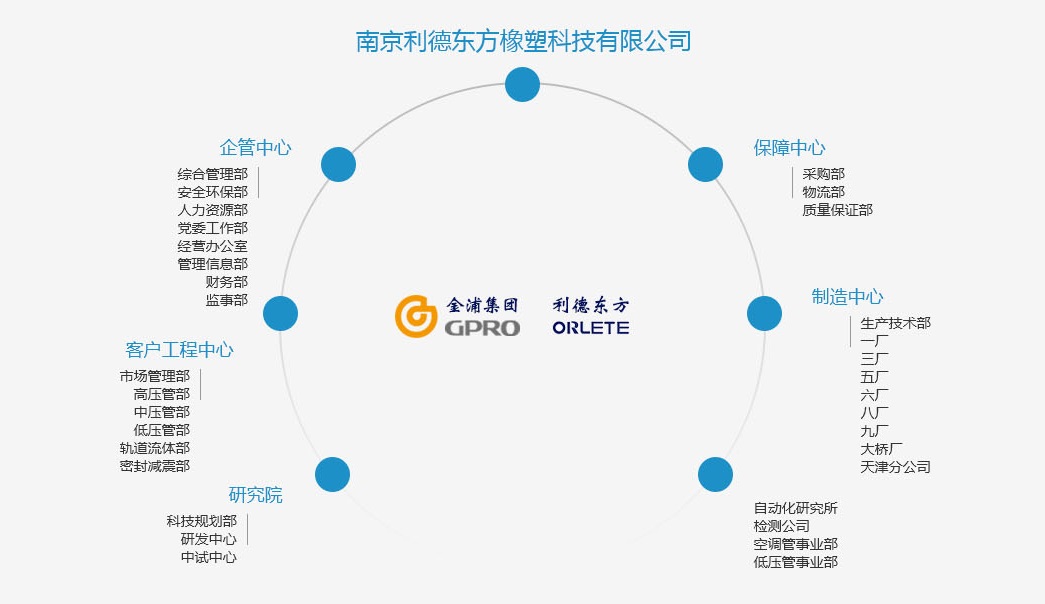 南京利德东方橡塑科技有限公司
企管中心
综合管理部
安全环保部
人力资源部
党委工作部
经营办公室
管理信息部
财务部
监事部
客户工程中心
市场管理部
高压管部
中压管部
低压管部
轨道流体部
密封减震部
研究院
科技规划部
研发中心
中试中心
金浦集团
GPRO
利德东方
ORLETE
保障中心
采购部
物流部
质量保证部
制造中心
生产技术部
一厂
三厂
五厂
六厂
八厂
九厂
大桥厂
天津分公司
自动化研究所
检测公司
空调管事业部
低压管事业部